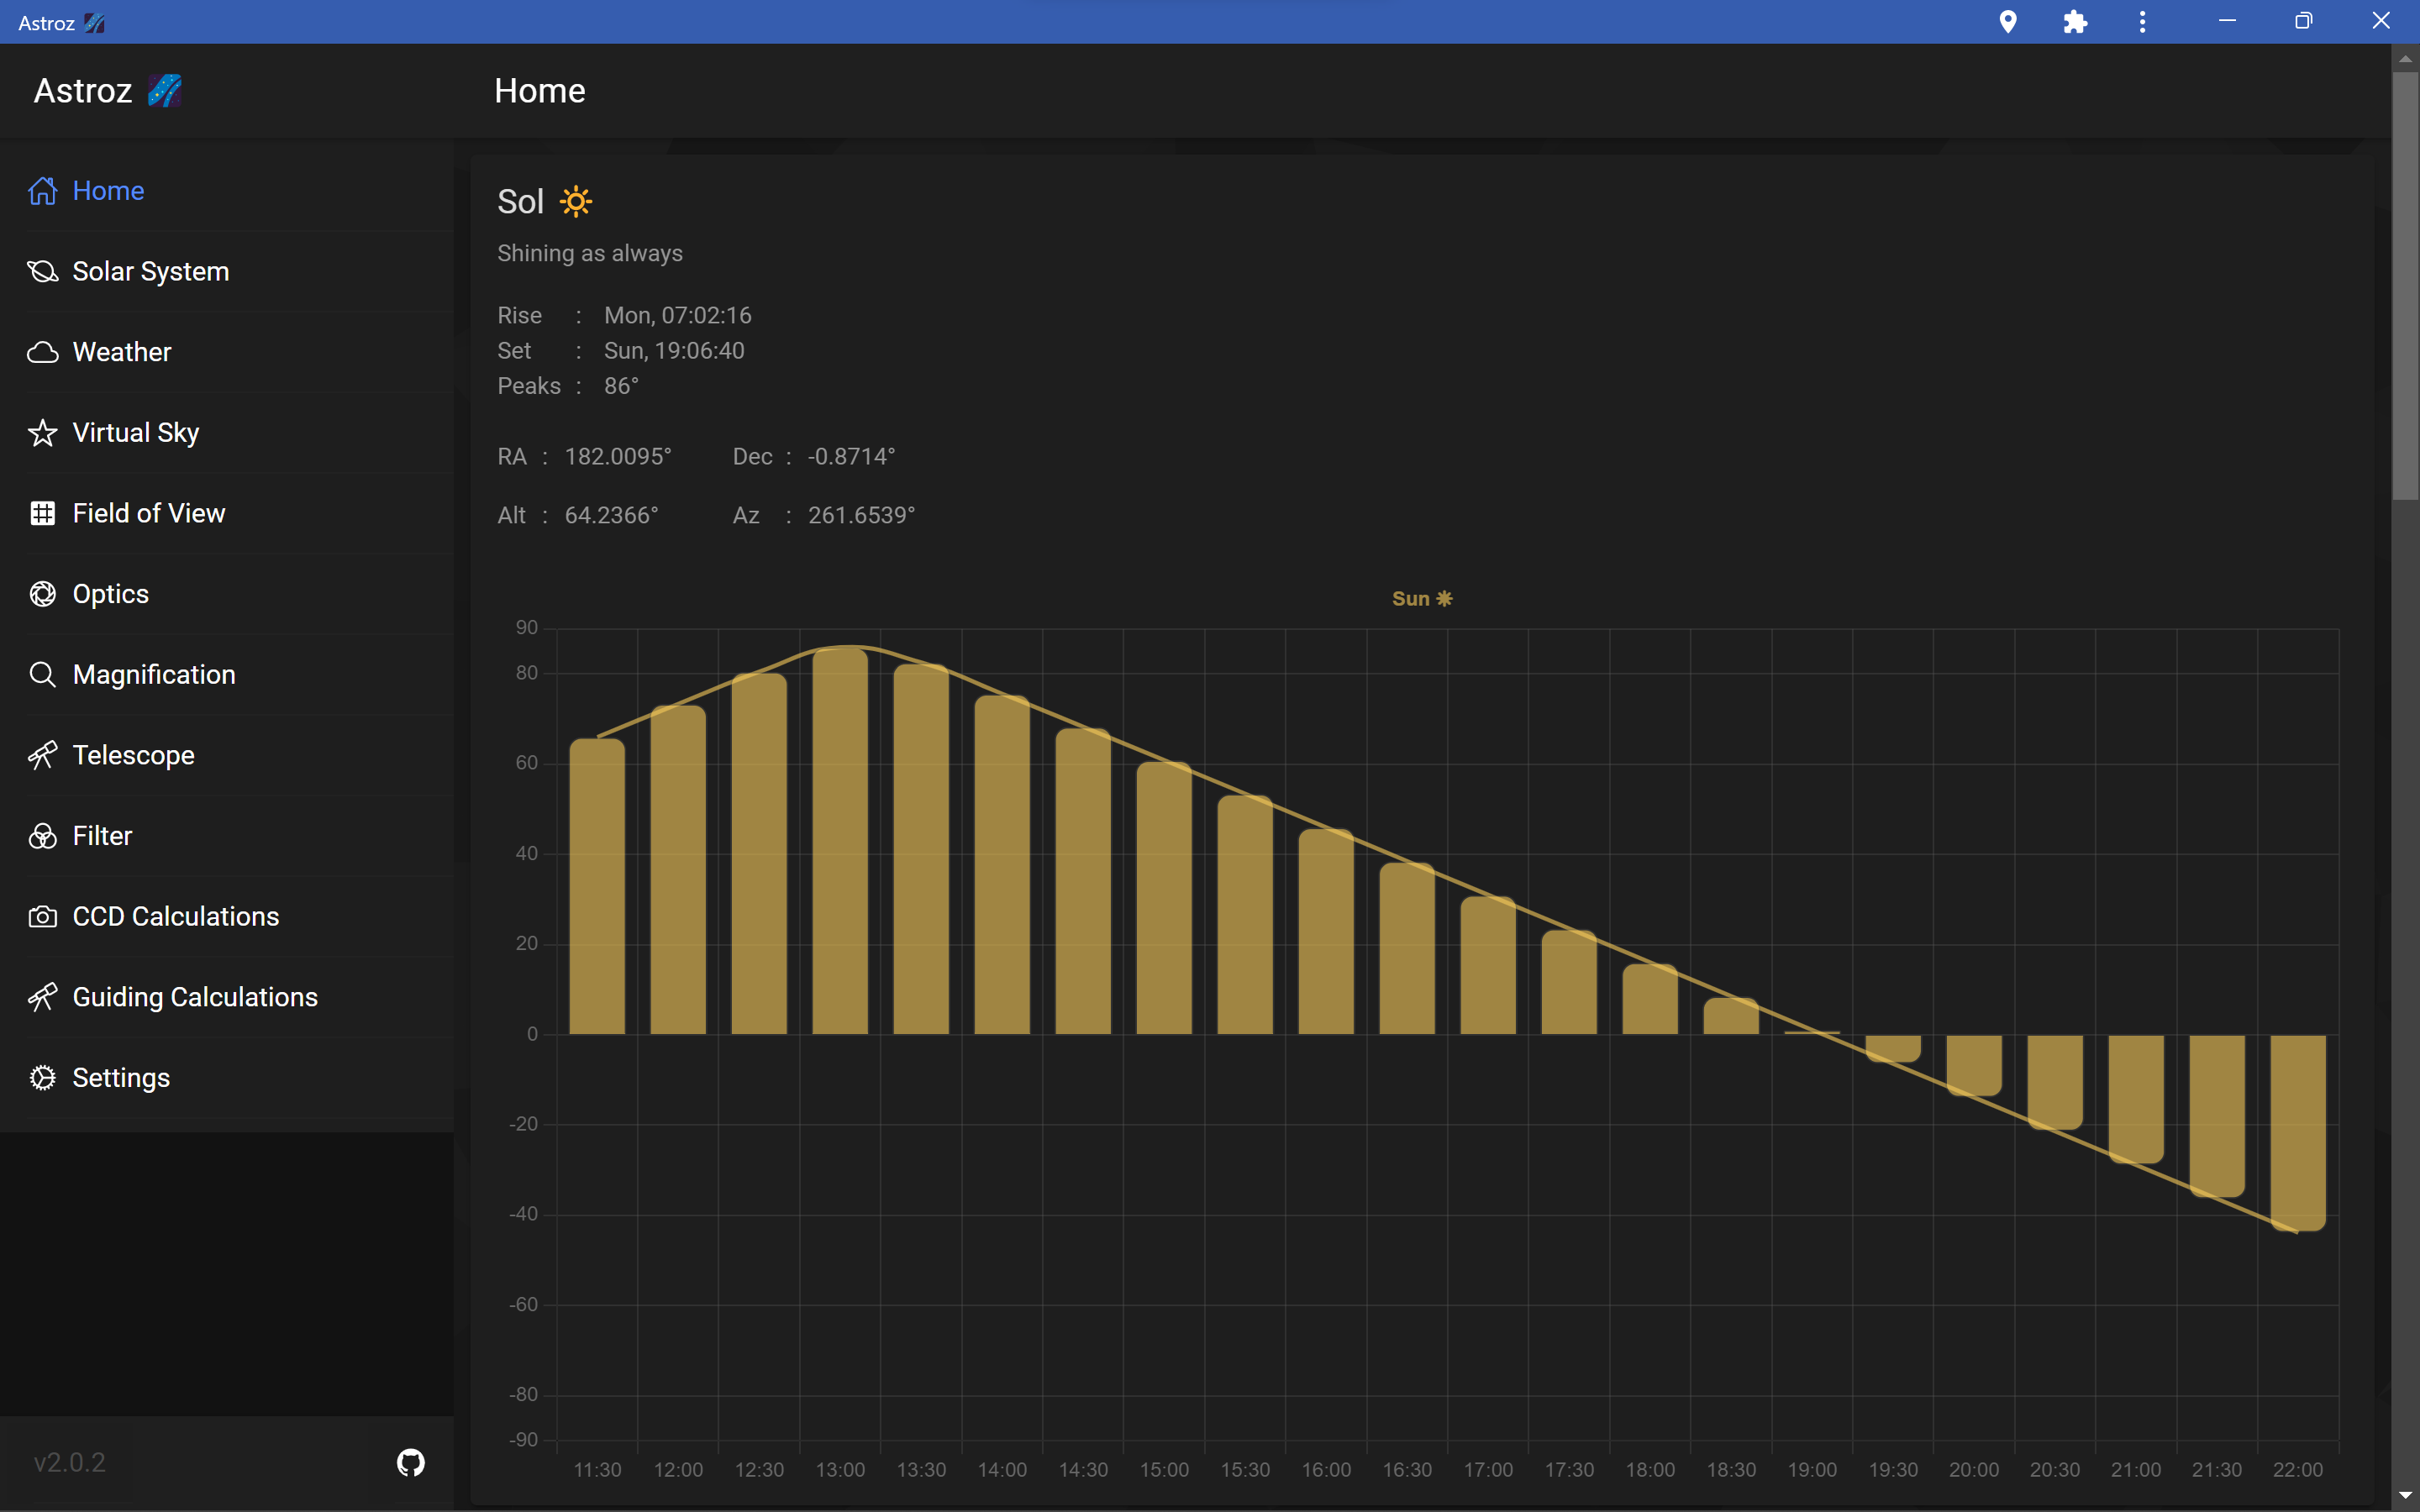 Astroz
Astroz
Home
Home
Solar System
Weather
Virtual Sky
Field of View
Optics
Magnification
Telescope
Filter
CCD Calculations
Guiding Calculations
Settings
v2.0.2
Sol
Shining as always
Rise : Mon, 07:02:16
Set : Sun, 19:06:40
Peaks : 86°
RA : 182.0095° Dec : -0.8714°
Alt : 64.2366° Az : 261.6539°
Sun ☀
90
80
60
40
20
0
-20
-40
-60
-80
-90
11:30 12:00 12:30 13:00 13:30 14:00 14:30 15:00 15:30 16:00 16:30 17:00 17:30 18:00 18:30 19:00 19:30 20:00 20:30 21:00 21:30 22:00